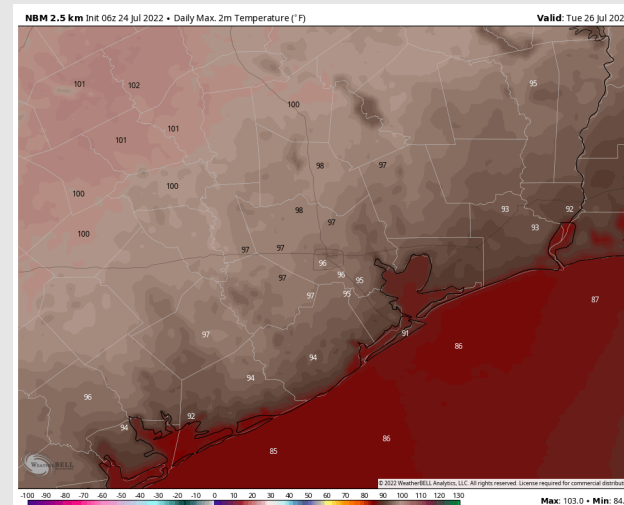 NBM 2.5 km Init 06z 24 Jul 2022 • Daily Max. 2m Temperature (°F) Valid: Tue 26 Jul 202
95
101 102
100
101 101
98 97
100 100
98 97 93 93 92
100
97 97
96
97 96 95
97 95
87
97 91
86
94
94
96
92
94
86
85
WEATHERBELL
© 2022 WeatherBELL Analytics, LLC. All rights reserved. License required for commercial distribut
-100 -90 -80 -70 -60 -50 -40 -30 -20 -10 0 10 20 30 40 50 60 70 80 90 100 110 120 130
Max: 103.0 • Min: 84.